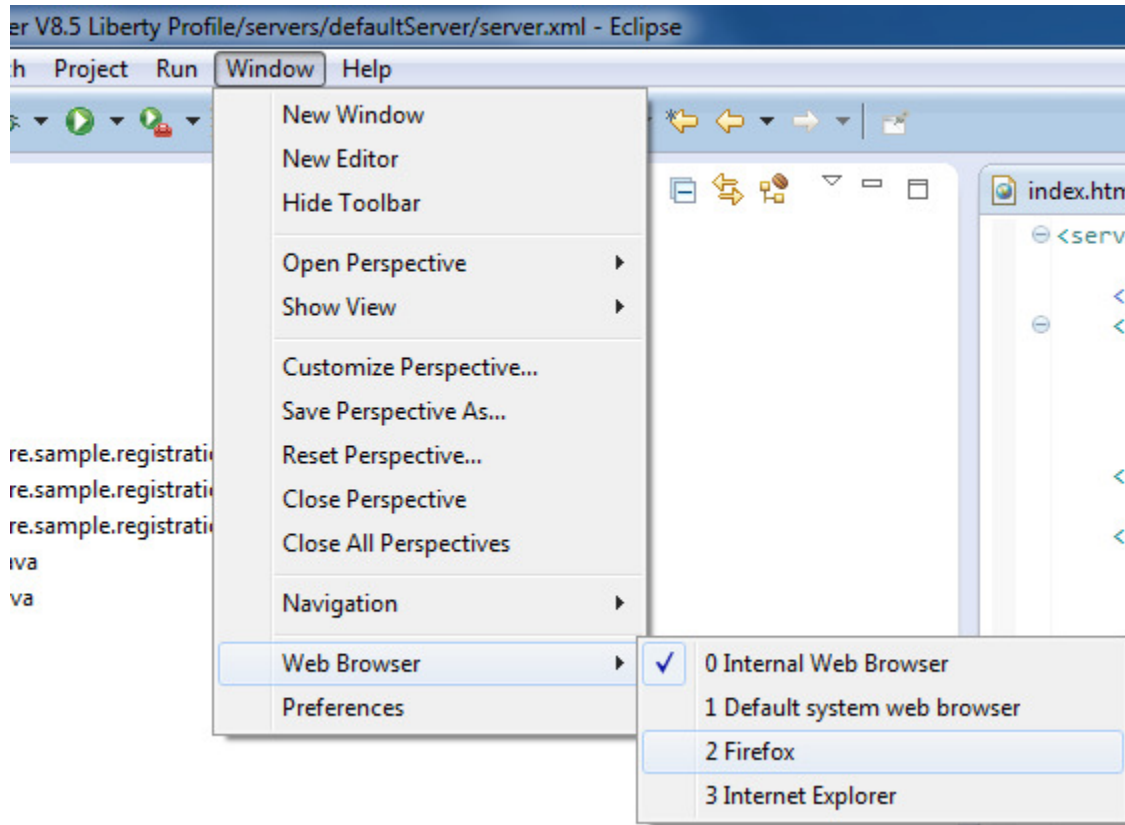 er V8.5 Liberty Profile/servers/defaultServer/server.xml - Eclipse
h Project Run Window Help
New Window
New Editor
Hide Toolbar
index.htm
<serv
Open Perspective
<
Show View
<
Customize Perspective...
Save Perspective As...
re.sample.registrati
Reset Perspective...
<
re.sample.registrati
Close Perspective
re.sample.registrati
Close All Perspectives
<
va
va
Navigation
Web Browser
0 Internal Web Browser
Preferences
1 Default system web browser
2 Firefox
3 Internet Explorer